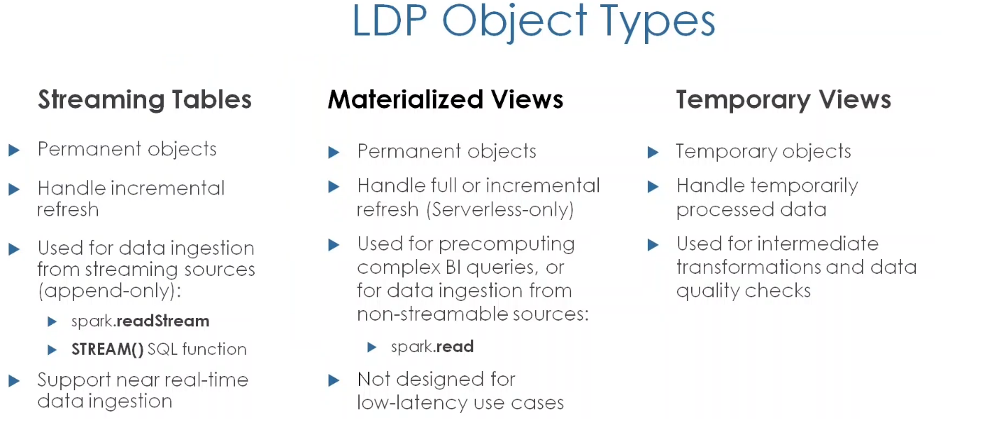 LDP Object Types
Streaming Tables
Permanent objects
Handle incremental
refresh
Used for data ingestion
from streaming sources
(append-only):
spark.readStream
STREAM() SQL function
Support near real-time
data ingestion
Materialized Views
Permanent objects
Handle full or incremental
refresh (Serverless-only)
Used for precomputing
complex BI queries, or
for data ingestion from
non-streamable sources:
spark.read
Not designed for
low-latency use cases
Temporary Views
Temporary objects
Handle temporarily
processed data
Used for intermediate
transformations and data
quality checks